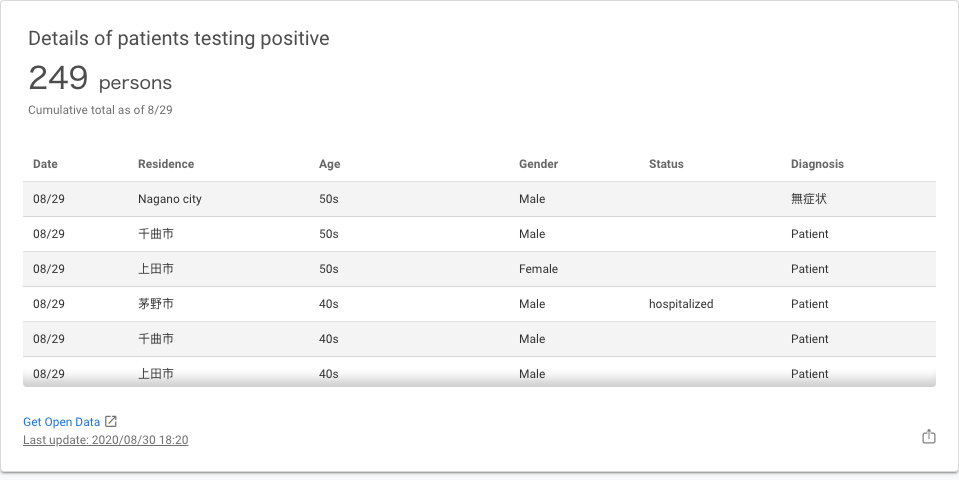 Details of patients testing positive
249 persons
Cumulative total as of 8/29
Date Residence Age Gender Status Diagnosis
08/29 Nagano city 50s Male 無症状
08/29 千曲市 50s Male Patient
08/29 上田市 50s Female Patient
08/29 茅野市 40s Male hospitalized Patient
08/29 千曲市 40s Male Patient
08/29 上田市 40s Male Patient
Get Open Data
Last update: 2020/08/30 18:20